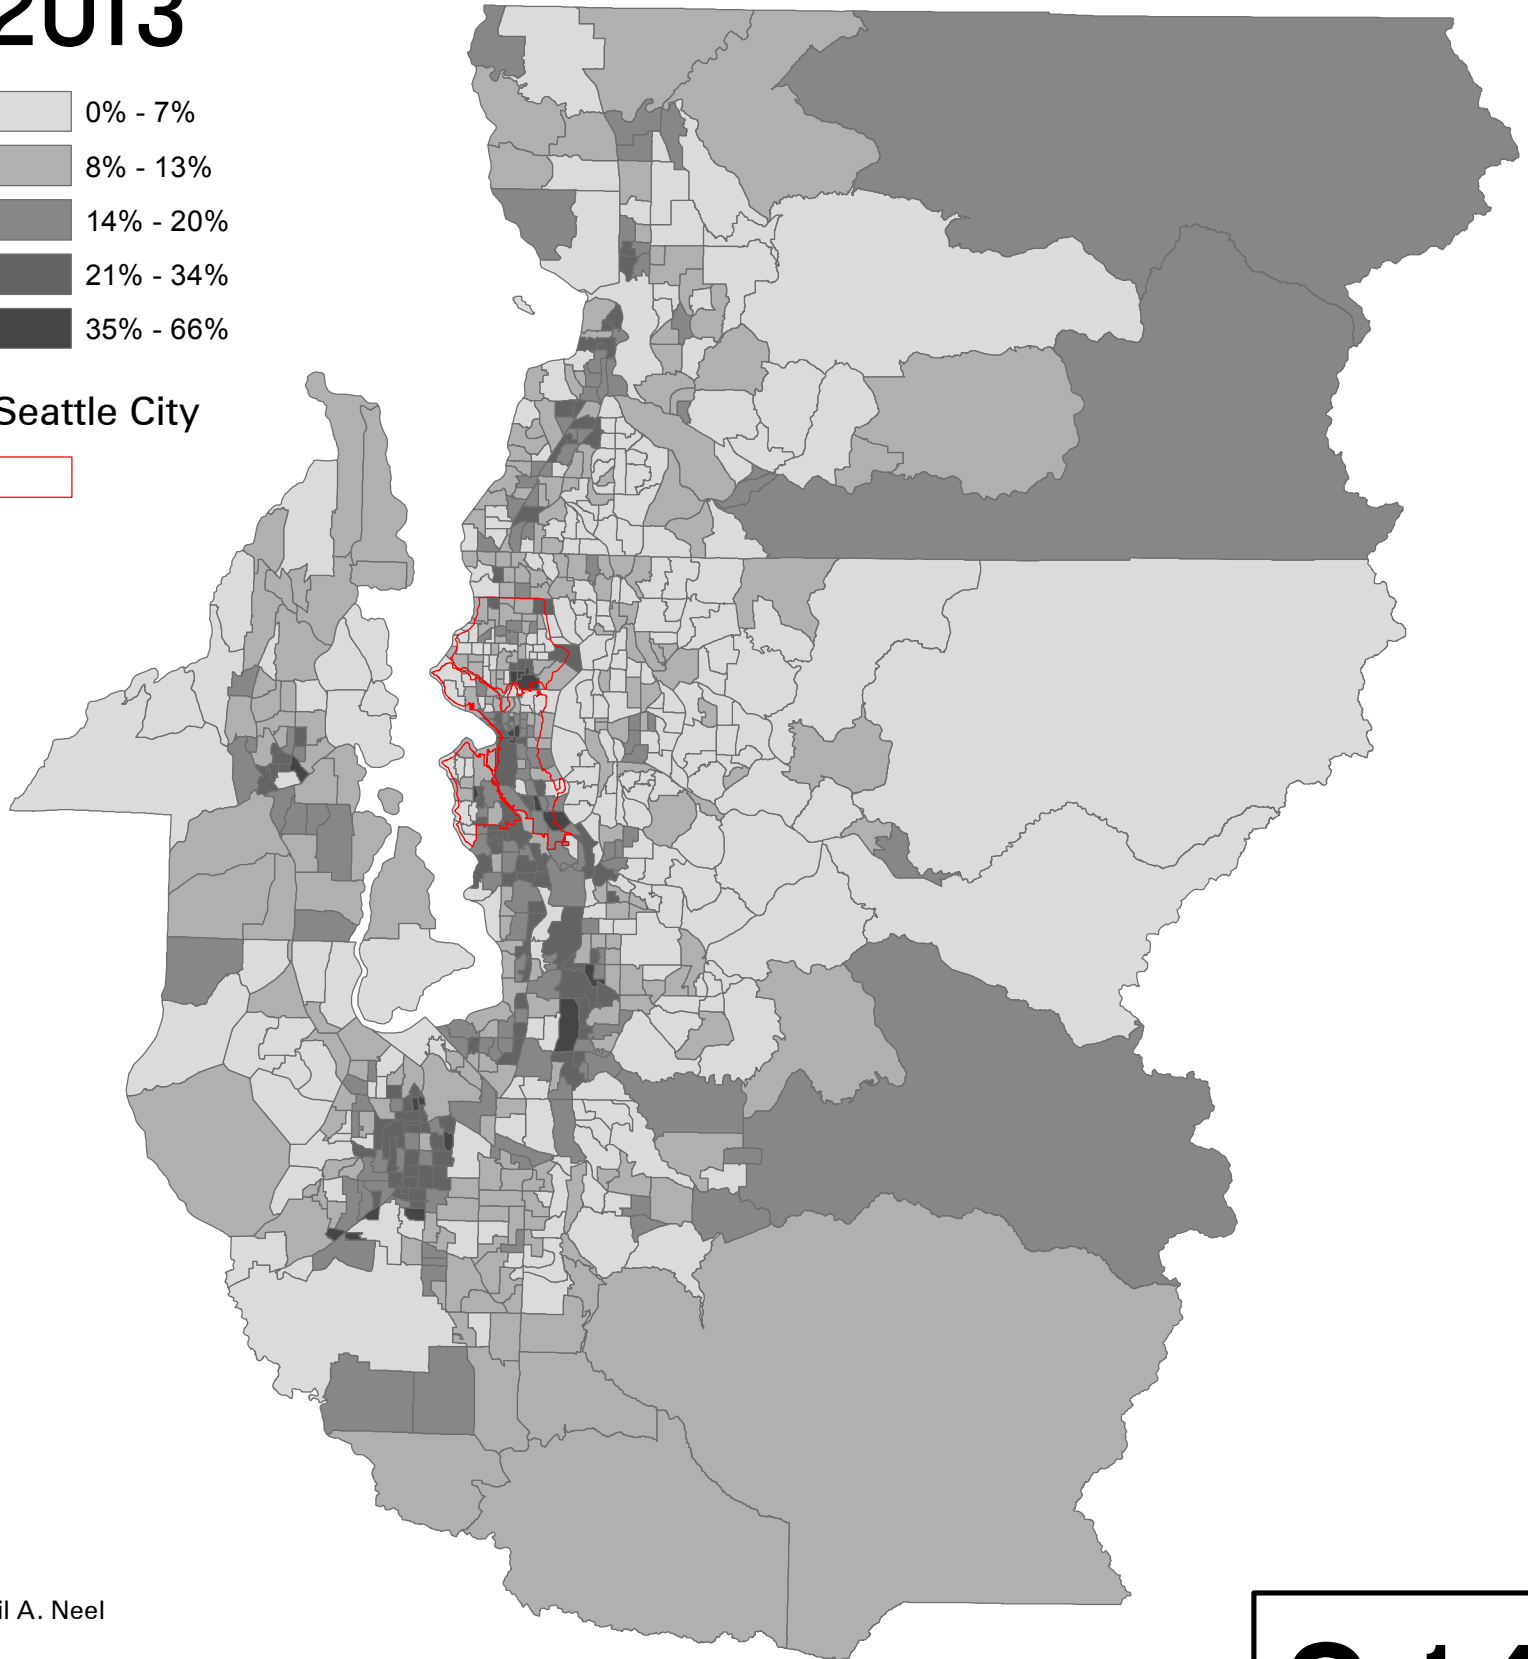 2013
0% - 7%
8% - 13%
14% - 20%
21% - 34%
35% - 66%
Seattle City
il A. Neel